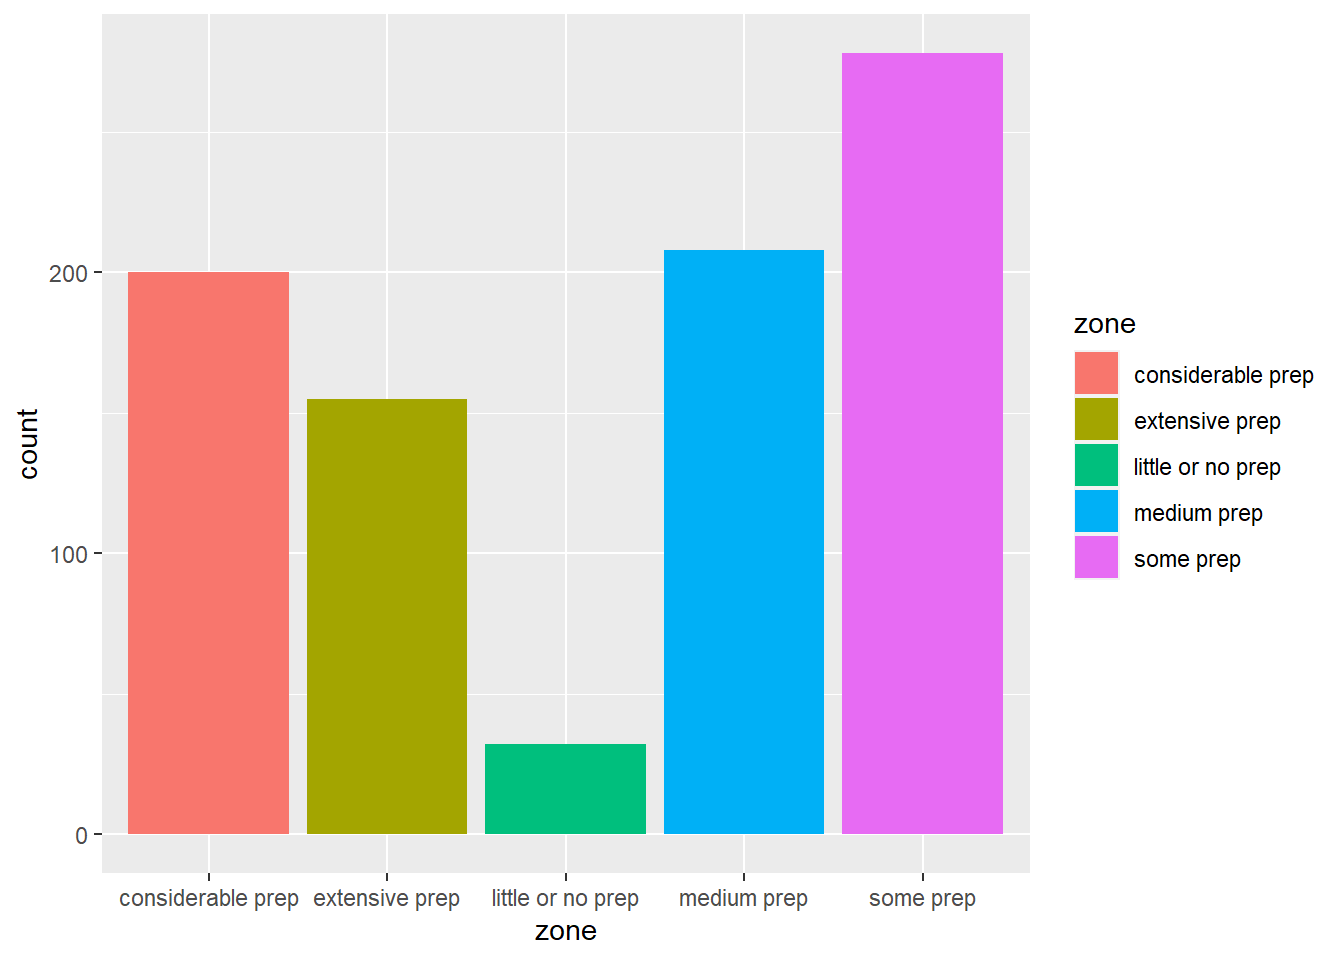 count
200
100
0
considerable prep
extensive prep
little or no prep
medium prep
some prep
zone
zone
considerable prep
extensive prep
little or no prep
medium prep
some prep